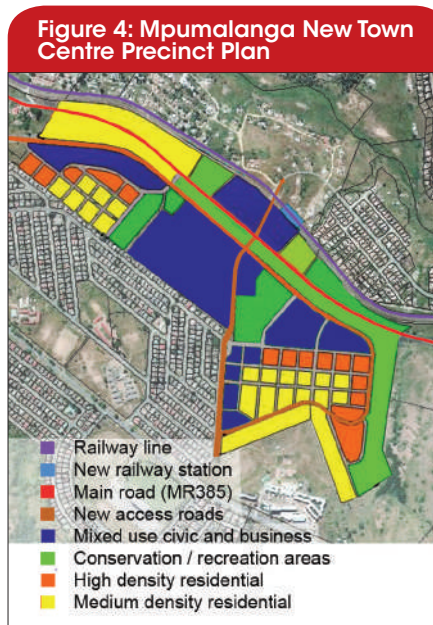 Figure 4: Mpumalanga New Town
Centre Precinct Plan
Railway line
New railway station
Main road (MR385)
New access roads
Mixed use civic and business
Conservation / recreation areas
High density residential
Medium density residential